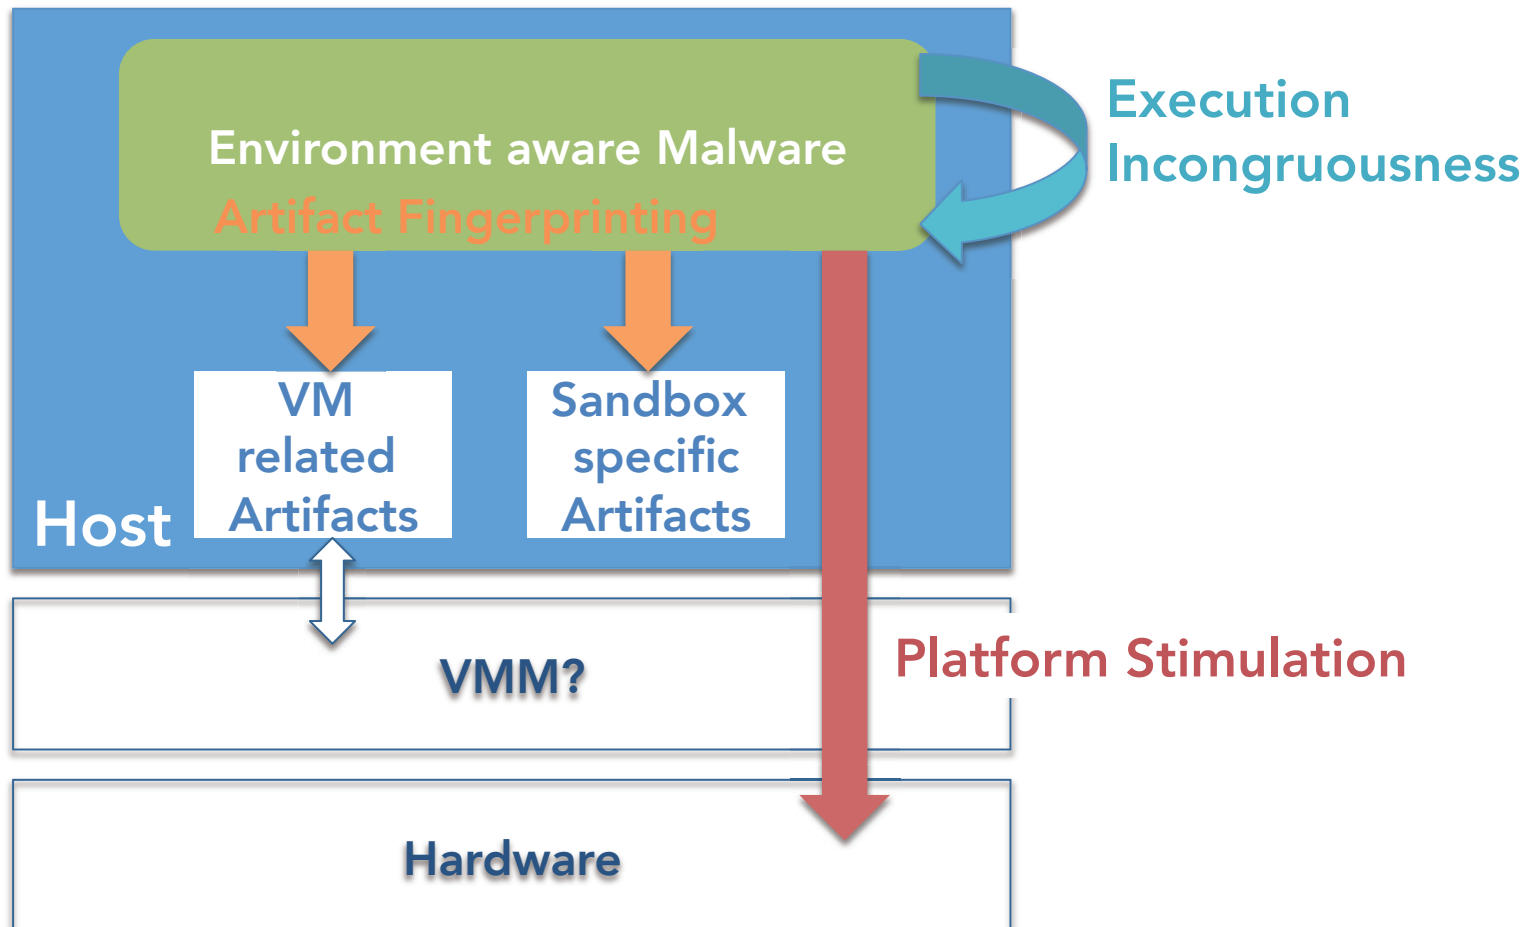 Environment aware Malware
Artifact Fingerprinting
Execution
Incongruousness
VM
related
Artifacts
Sandbox
specific
Artifacts
Host
VMM?
Platform Stimulation
Hardware